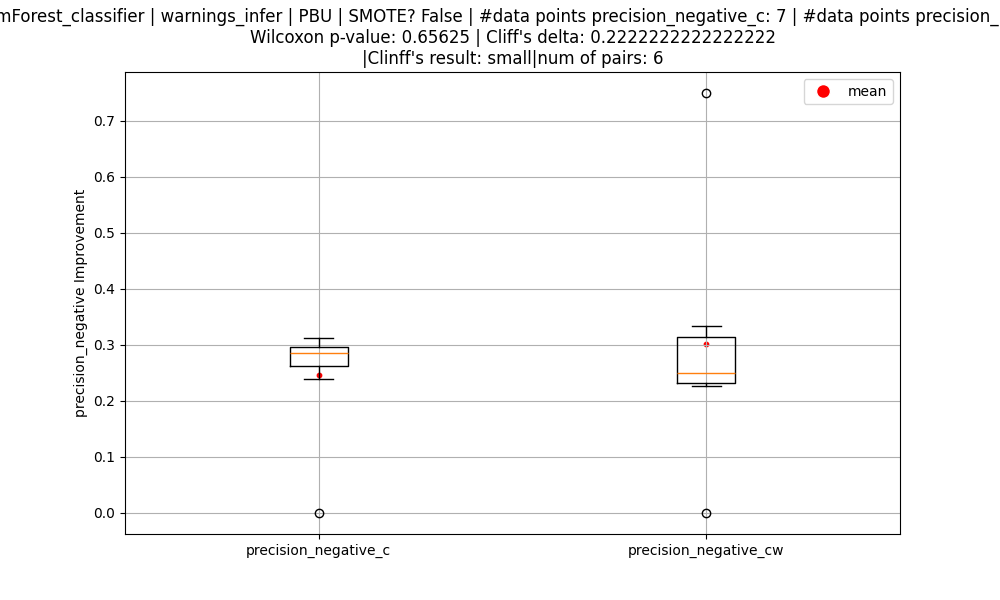 | warnings_infer | PBU | SMOTE? False | #data points precision_negative_c: 7 | #data points
Wilcoxon p-value: 0.65625 | Cliff's delta: 0.2222222222222222
|Clinff's result: small|num of pairs: 6
mean
0.7
0.6
0.5
0.4
0.3
0.2
0.1
0.0
precision_negative Improvement
precision_negative_c
precision_negative_cw